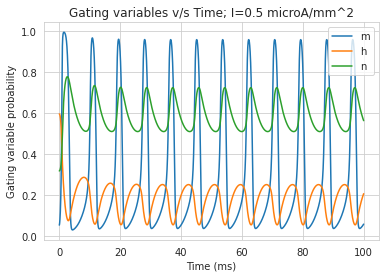 Gating variables v/s Time; I=0.5 microA/mm^2
m
h
n
Gating variable probability
1.0
0.8
0.6
0.4
0.2
0.0
0
20
40
60
80
100
Time (ms)